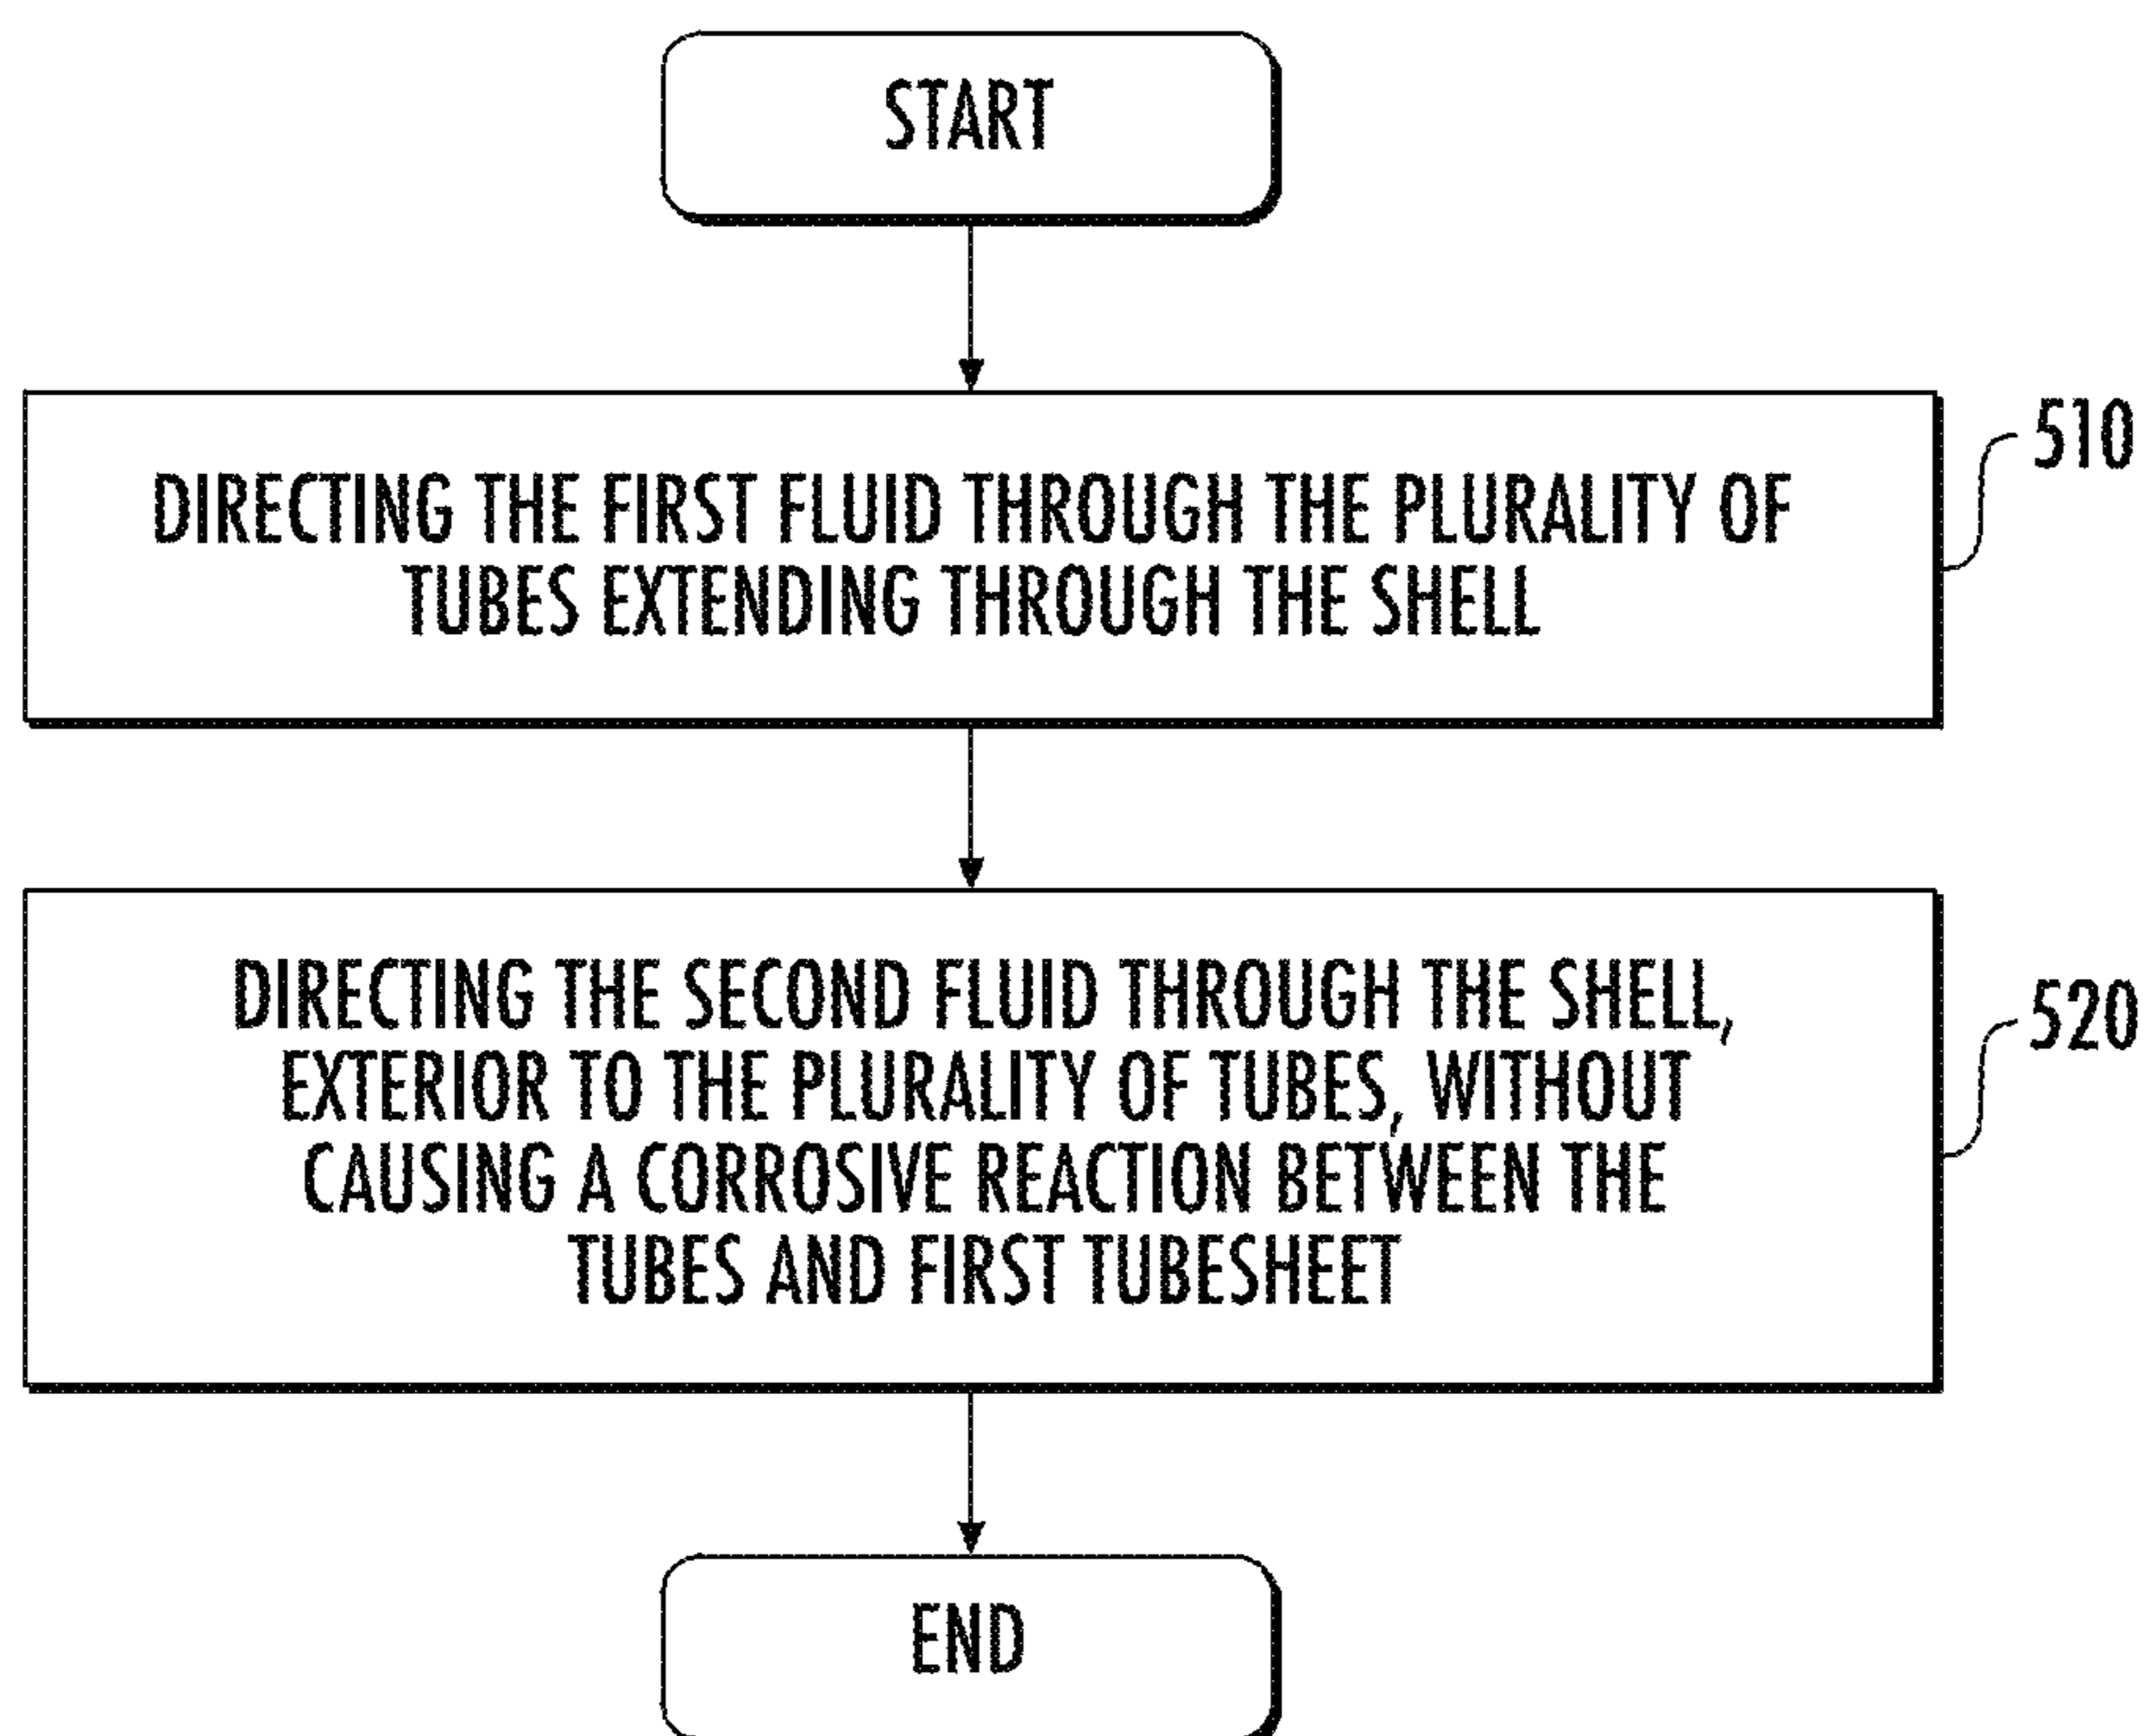 START
510
DIRECTING THE FIRST FLUID THROUGH THE PLURALITY OF
TUBES EXTENDING THROUGH THE SHELL
520
DIRECTING THE SECOND FLUID THROUGH THE SHELL,
EXTERIOR TO THE PLURALITY OF TUBES, WITHOUT
CAUSING A CORROSIVE REACTION BETWEEN THE
TUBES AND FIRST TUBESHEET
END